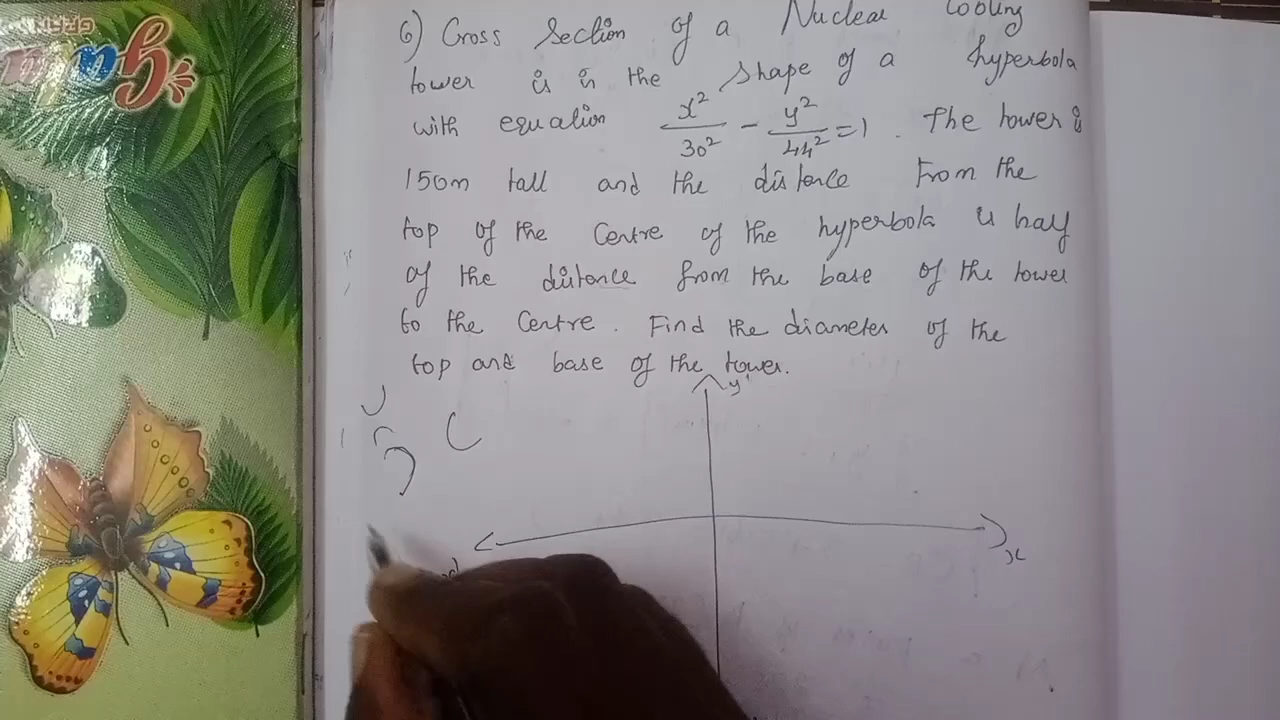 6) Cross Section of a Nuclear Cooling
tower is in the shape of a hyperbola
with equation x²/30² - y²/44² = 1 . The tower is
150m tall and the distance From the
top of the Centre of the hyperbola is half
of the distance from the base of the tower
to the Centre . Find the diameter of the
top and base of the tower.
y
x